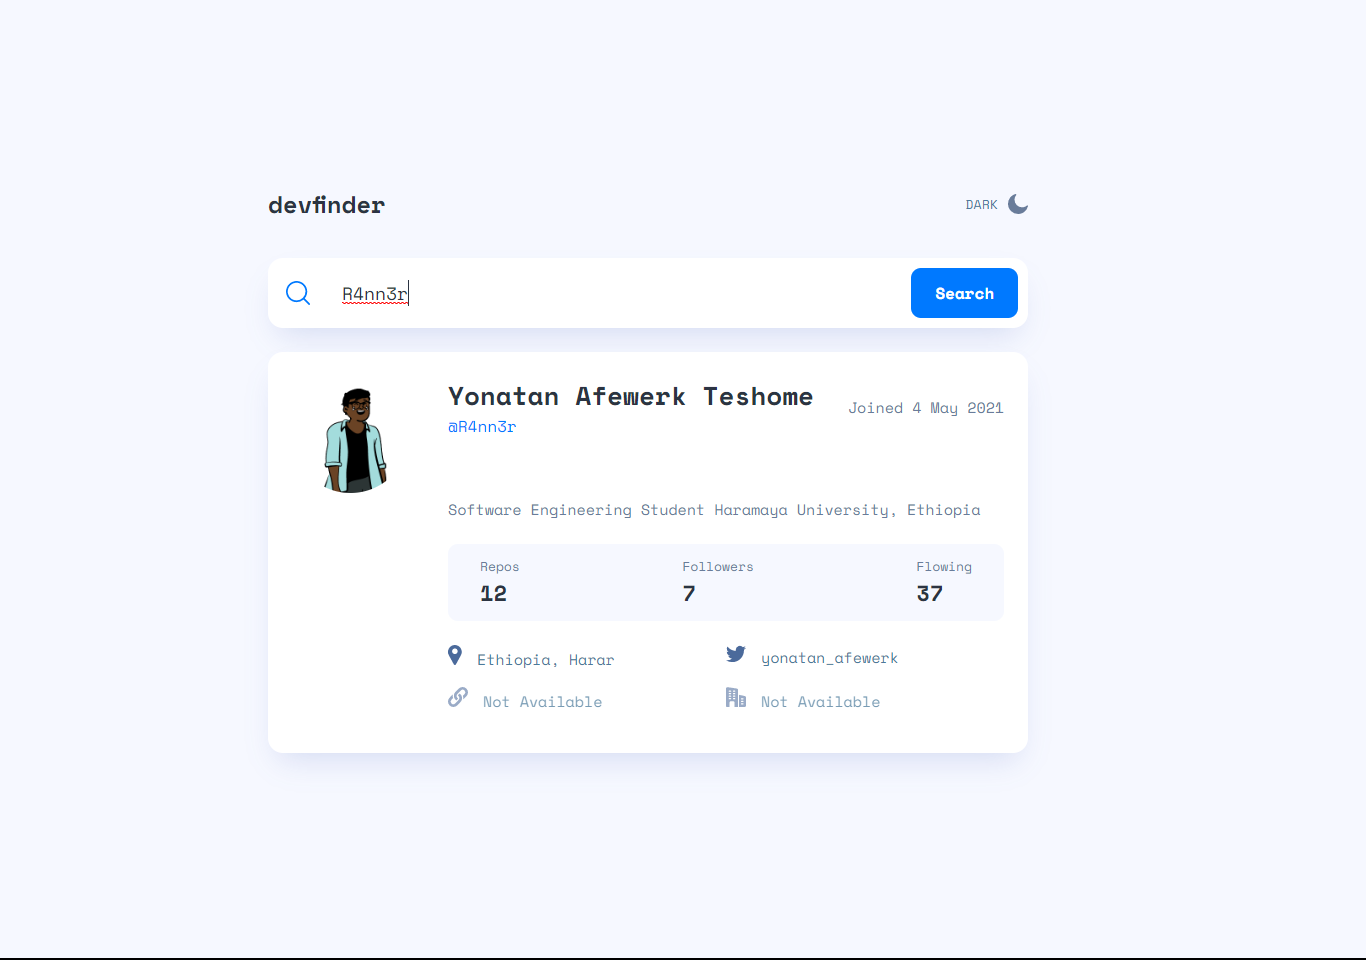 devfinder
DARK
R4nn3r
Search
Yonatan Afewerk Teshome
Joined 4 May 2021
@R4nn3r
Software Engineering Student Haramaya University, Ethiopia
Repos Followers Flowing
12 7 37
Ethiopia, Harar
yonatan_afewerk
Not Available
Not Available